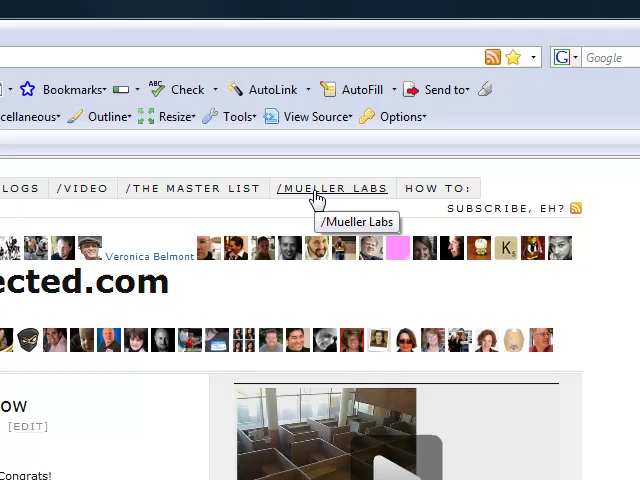 Google
Bookmarks Check AutoLink AutoFill Send to
cellaneous Outline Resize Tools View Source Options
LOGS /VIDEO /THE MASTER LIST /MUELLER LABS HOW TO:
SUBSCRIBE, EH?
/Mueller Labs
Veronica Belmont
K
ected.com
ow
[EDIT]
Congrats!